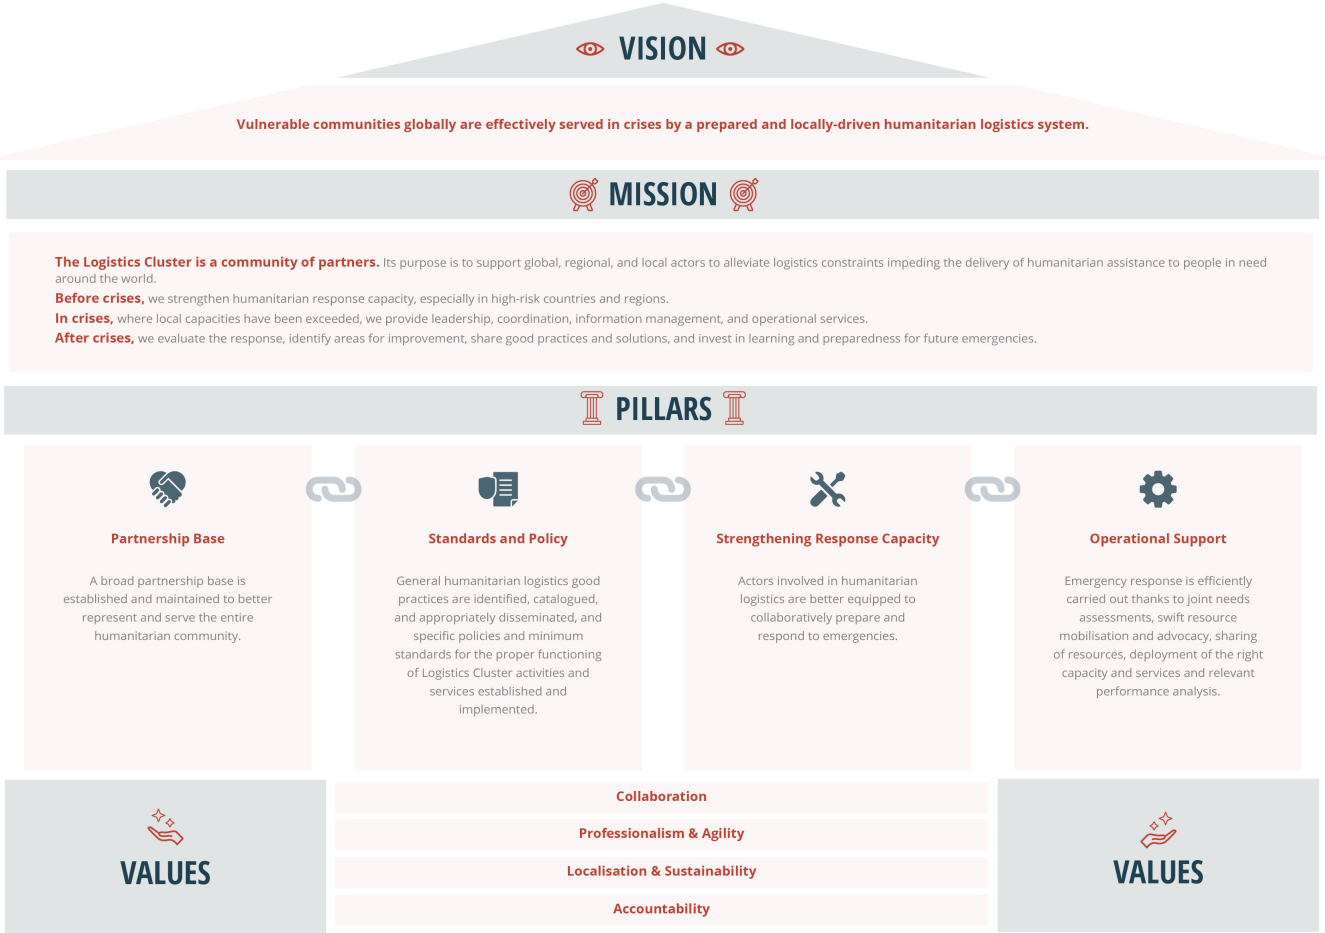 VISION
Vulnerable communities globally are effectively served in crises by a prepared and locally-driven humanitarian logistics system.
MISSION
The Logistics Cluster is a community of partners. Its purpose is to support global, regional, and local actors to alleviate logistics constraints impeding the delivery of humanitarian assistance to people in need
around the world.
Before crises, we strengthen humanitarian response capacity, especially in high-risk countries and regions.
In crises, where local capacities have been exceeded, we provide leadership, coordination, information management, and operational services.
After crises, we evaluate the response, identify areas for improvement, share good practices and solutions, and invest in learning and preparedness for future emergencies.
PILLARS
Partnership Base
A broad partnership base is
established and maintained to better
represent and serve the entire
humanitarian community.
Standards and Policy
General humanitarian logistics good
practices are identified, catalogued,
and appropriately disseminated, and
specific policies and minimum
standards for the proper functioning
of Logistics Cluster activities and
services established and
implemented.
Strengthening Response Capacity
Actors involved in humanitarian
logistics are better equipped to
collaboratively prepare and
respond to emergencies.
Operational Support
Emergency response is efficiently
carried out thanks to joint needs
assessments, swift resource
mobilisation and advocacy, sharing
of resources, deployment of the right
capacity and services and relevant
performance analysis.
VALUES
Collaboration
Professionalism & Agility
Localisation & Sustainability
Accountability
VALUES